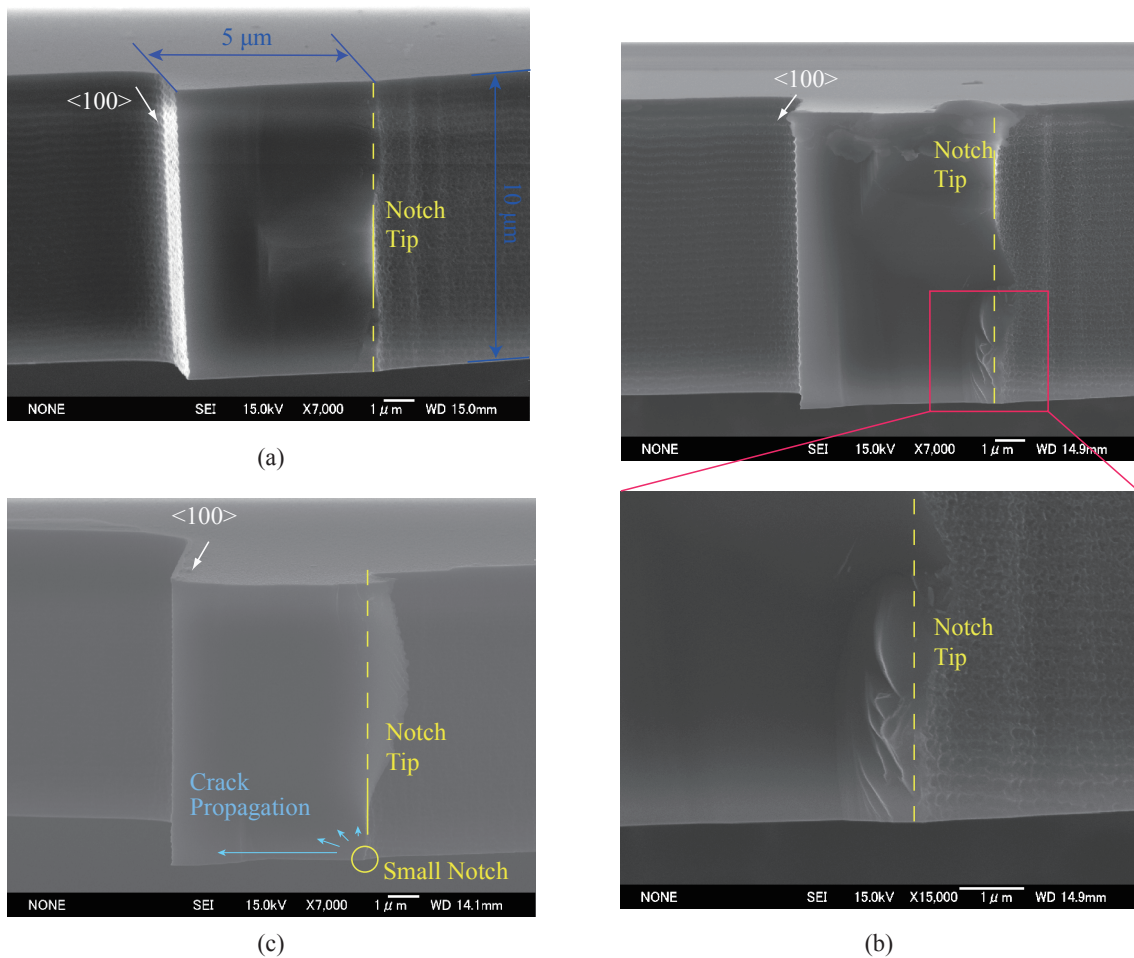 5 μm
<100>
10 μm
Notch
Tip
NONE SEI 15.0kV X7,000 1 μm WD 15.0mm
(a)
<100>
Notch
Tip
NONE SEI 15.0kV X7,000 1 μm WD 14.9mm
<100>
Notch
Tip
Crack
Propagation
Small Notch
NONE SEI 15.0kV X7,000 1 μm WD 14.1mm
(c)
Notch
Tip
NONE SEI 15.0kV X15,000 1 μm WD 14.9mm
(b)